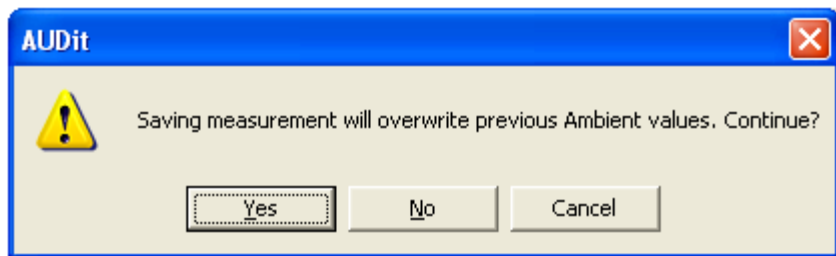 AUDit
Saving measurement will overwrite previous Ambient values. Continue?
Yes No Cancel